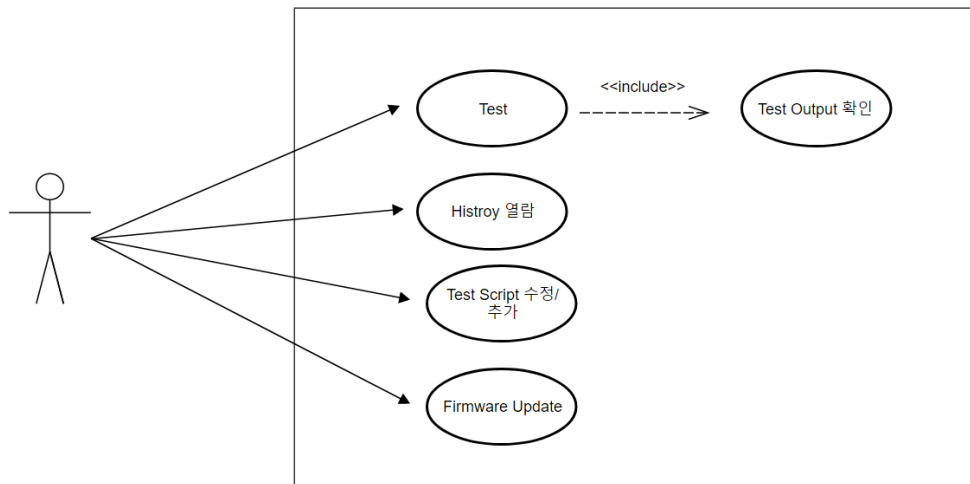 Test
<<include>>
Test Output 확인
Histroy 열람
Test Script 수정/
추가
Firmware Update